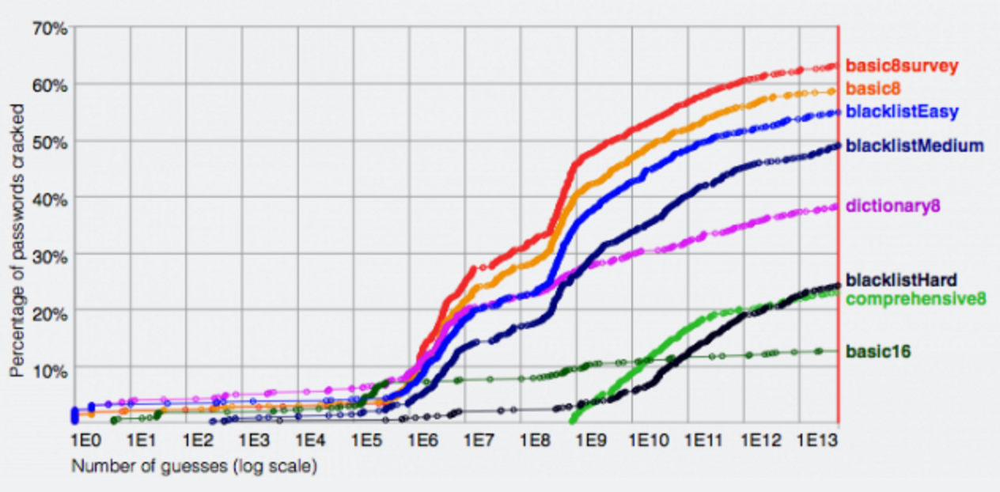 70%
60%
50%
40%
30%
20%
10%
Percentage of passwords cracked
basic8survey
basic8
blacklistEasy
blacklistMedium
dictionary8
blacklistHard
comprehensive8
basic16
1E0 1E1 1E2 1E3 1E4 1E5 1E6 1E7 1E8 1E9 1E10 1E11 1E12 1E13
Number of guesses (log scale)